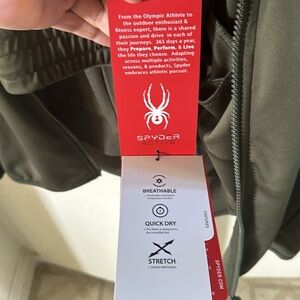 From the Olympic Athlete to
the outdoor enthusiast &
fitness expert, there is a shared
passion and drive in each of
their journeys. 365 days a year,
they Prepare, Perform, & Live
the life they choose. Adapting
across multiple activities,
seasons, & products, Spyder
embraces athletic pursuit.
SPYDER
ACTIVE
BREATHABLE
QUICK DRY
STRETCH
FEATURES
SPYDER.COM